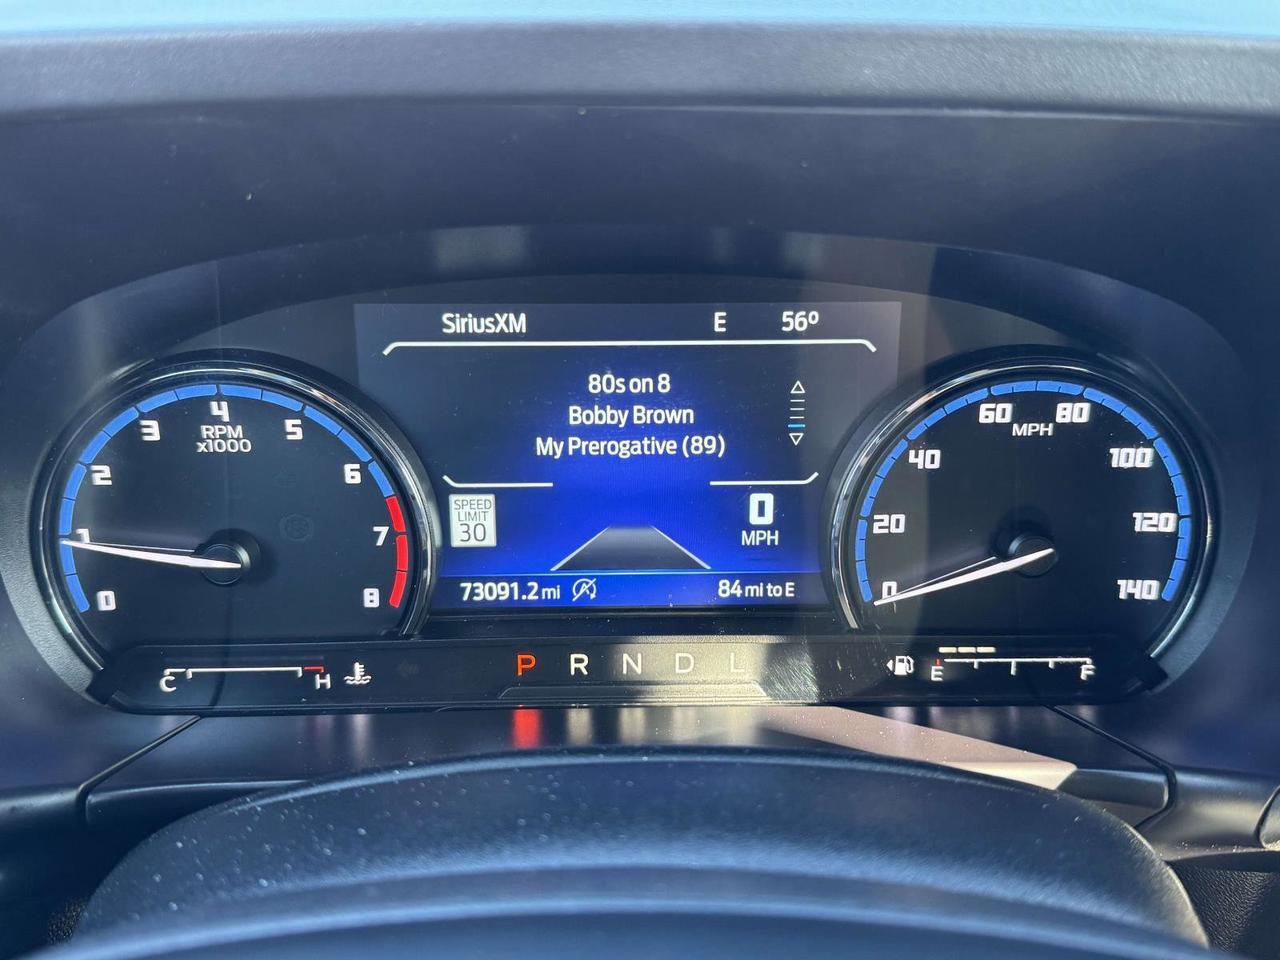 SiriusXM E 56°
80s on 8
Bobby Brown
My Prerogative (89)
SPEED
LIMIT
30
0
MPH
73091.2 mi 84 mi to E
0 1 2 3 4 5 6 7 8
RPM
x1000
0 20 40 60 80 100 120 140
MPH
C H
P R N D L
E F